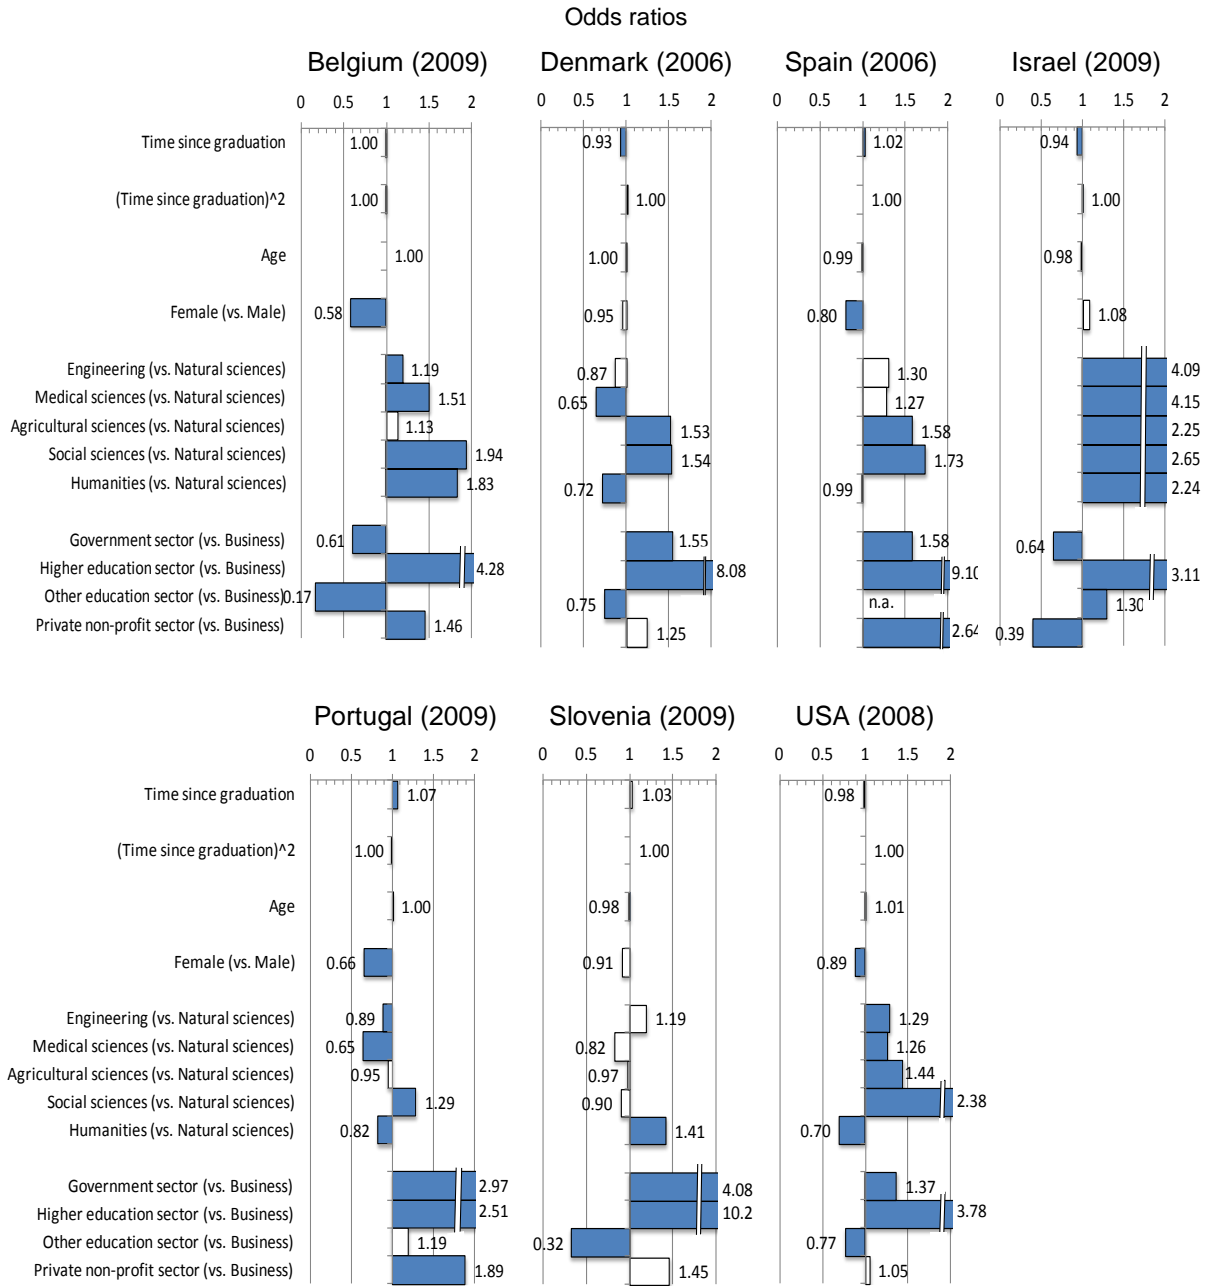 Odds ratios
Belgium (2009) Denmark (2006) Spain (2006) Israel (2009)
0 0.5 1 1.5 2 0 0.5 1 1.5 2 0 0.5 1 1.5 2 0 0.5 1 1.5 2
Time since graduation 1.00 0.93 1.02 0.94
(Time since graduation)^2 1.00 1.00 1.00 1.00
Age 1.00 1.00 0.99 0.98
Female (vs. Male) 0.58 0.95 0.80 1.08
Engineering (vs. Natural sciences) 1.19 0.87 1.30 4.09
Medical sciences (vs. Natural sciences) 1.51 0.65 1.27 4.15
Agricultural sciences (vs. Natural sciences) 1.13 1.53 1.58 2.25
Social sciences (vs. Natural sciences) 1.94 1.54 1.73 2.65
Humanities (vs. Natural sciences) 1.83 0.72 0.99 2.24
Government sector (vs. Business) 0.61 1.55 1.58 0.64
Higher education sector (vs. Business) 4.28 8.08 9.10 3.11
Other education sector (vs. Business) 0.17 0.75 n.a. 1.30
Private non-profit sector (vs. Business) 1.46 1.25 2.64 0.39
Portugal (2009) Slovenia (2009) USA (2008)
0 0.5 1 1.5 2 0 0.5 1 1.5 2 0 0.5 1 1.5 2
Time since graduation 1.07 1.03 0.98
(Time since graduation)^2 1.00 1.00 1.00
Age 1.00 0.98 1.01
Female (vs. Male) 0.66 0.91 0.89
Engineering (vs. Natural sciences) 0.89 1.19 1.29
Medical sciences (vs. Natural sciences) 0.65 0.82 1.26
Agricultural sciences (vs. Natural sciences) 0.95 0.97 1.44
Social sciences (vs. Natural sciences) 1.29 0.90 2.38
Humanities (vs. Natural sciences) 0.82 1.41 0.70
Government sector (vs. Business) 2.97 4.08 1.37
Higher education sector (vs. Business) 2.51 10.2 3.78
Other education sector (vs. Business) 1.19 0.32 0.77
Private non-profit sector (vs. Business) 1.89 1.45 1.05